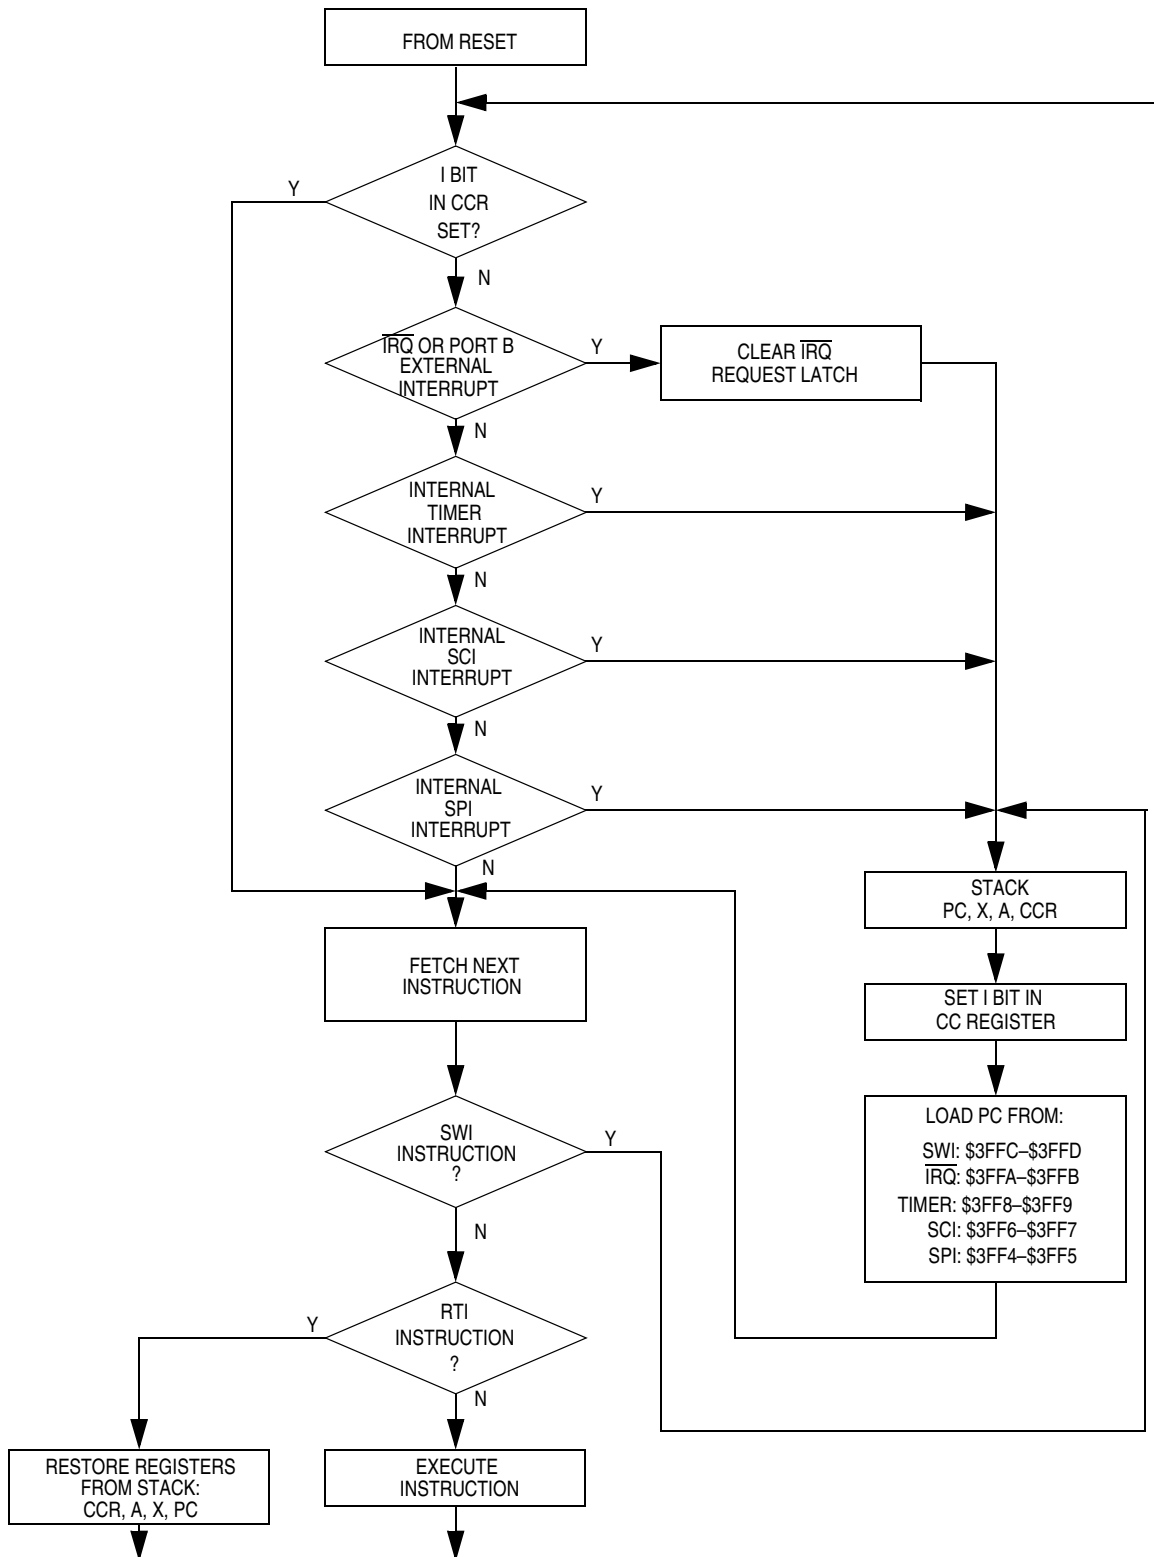 FROM RESET
I BIT
IN CCR
SET?
Y
N
IRQ OR PORT B
EXTERNAL
INTERRUPT
Y
CLEAR IRQ
REQUEST LATCH
N
INTERNAL
TIMER
INTERRUPT
Y
N
INTERNAL
SCI
INTERRUPT
Y
N
INTERNAL
SPI
INTERRUPT
Y
N
STACK
PC, X, A, CCR
FETCH NEXT
INSTRUCTION
SET I BIT IN
CC REGISTER
LOAD PC FROM:
SWI: $3FFC–$3FFD
IRQ: $3FFA–$3FFB
TIMER: $3FF8–$3FF9
SCI: $3FF6–$3FF7
SPI: $3FF4–$3FF5
SWI
INSTRUCTION
?
Y
N
RTI
INSTRUCTION
?
Y
N
RESTORE REGISTERS
FROM STACK:
CCR, A, X, PC
EXECUTE
INSTRUCTION